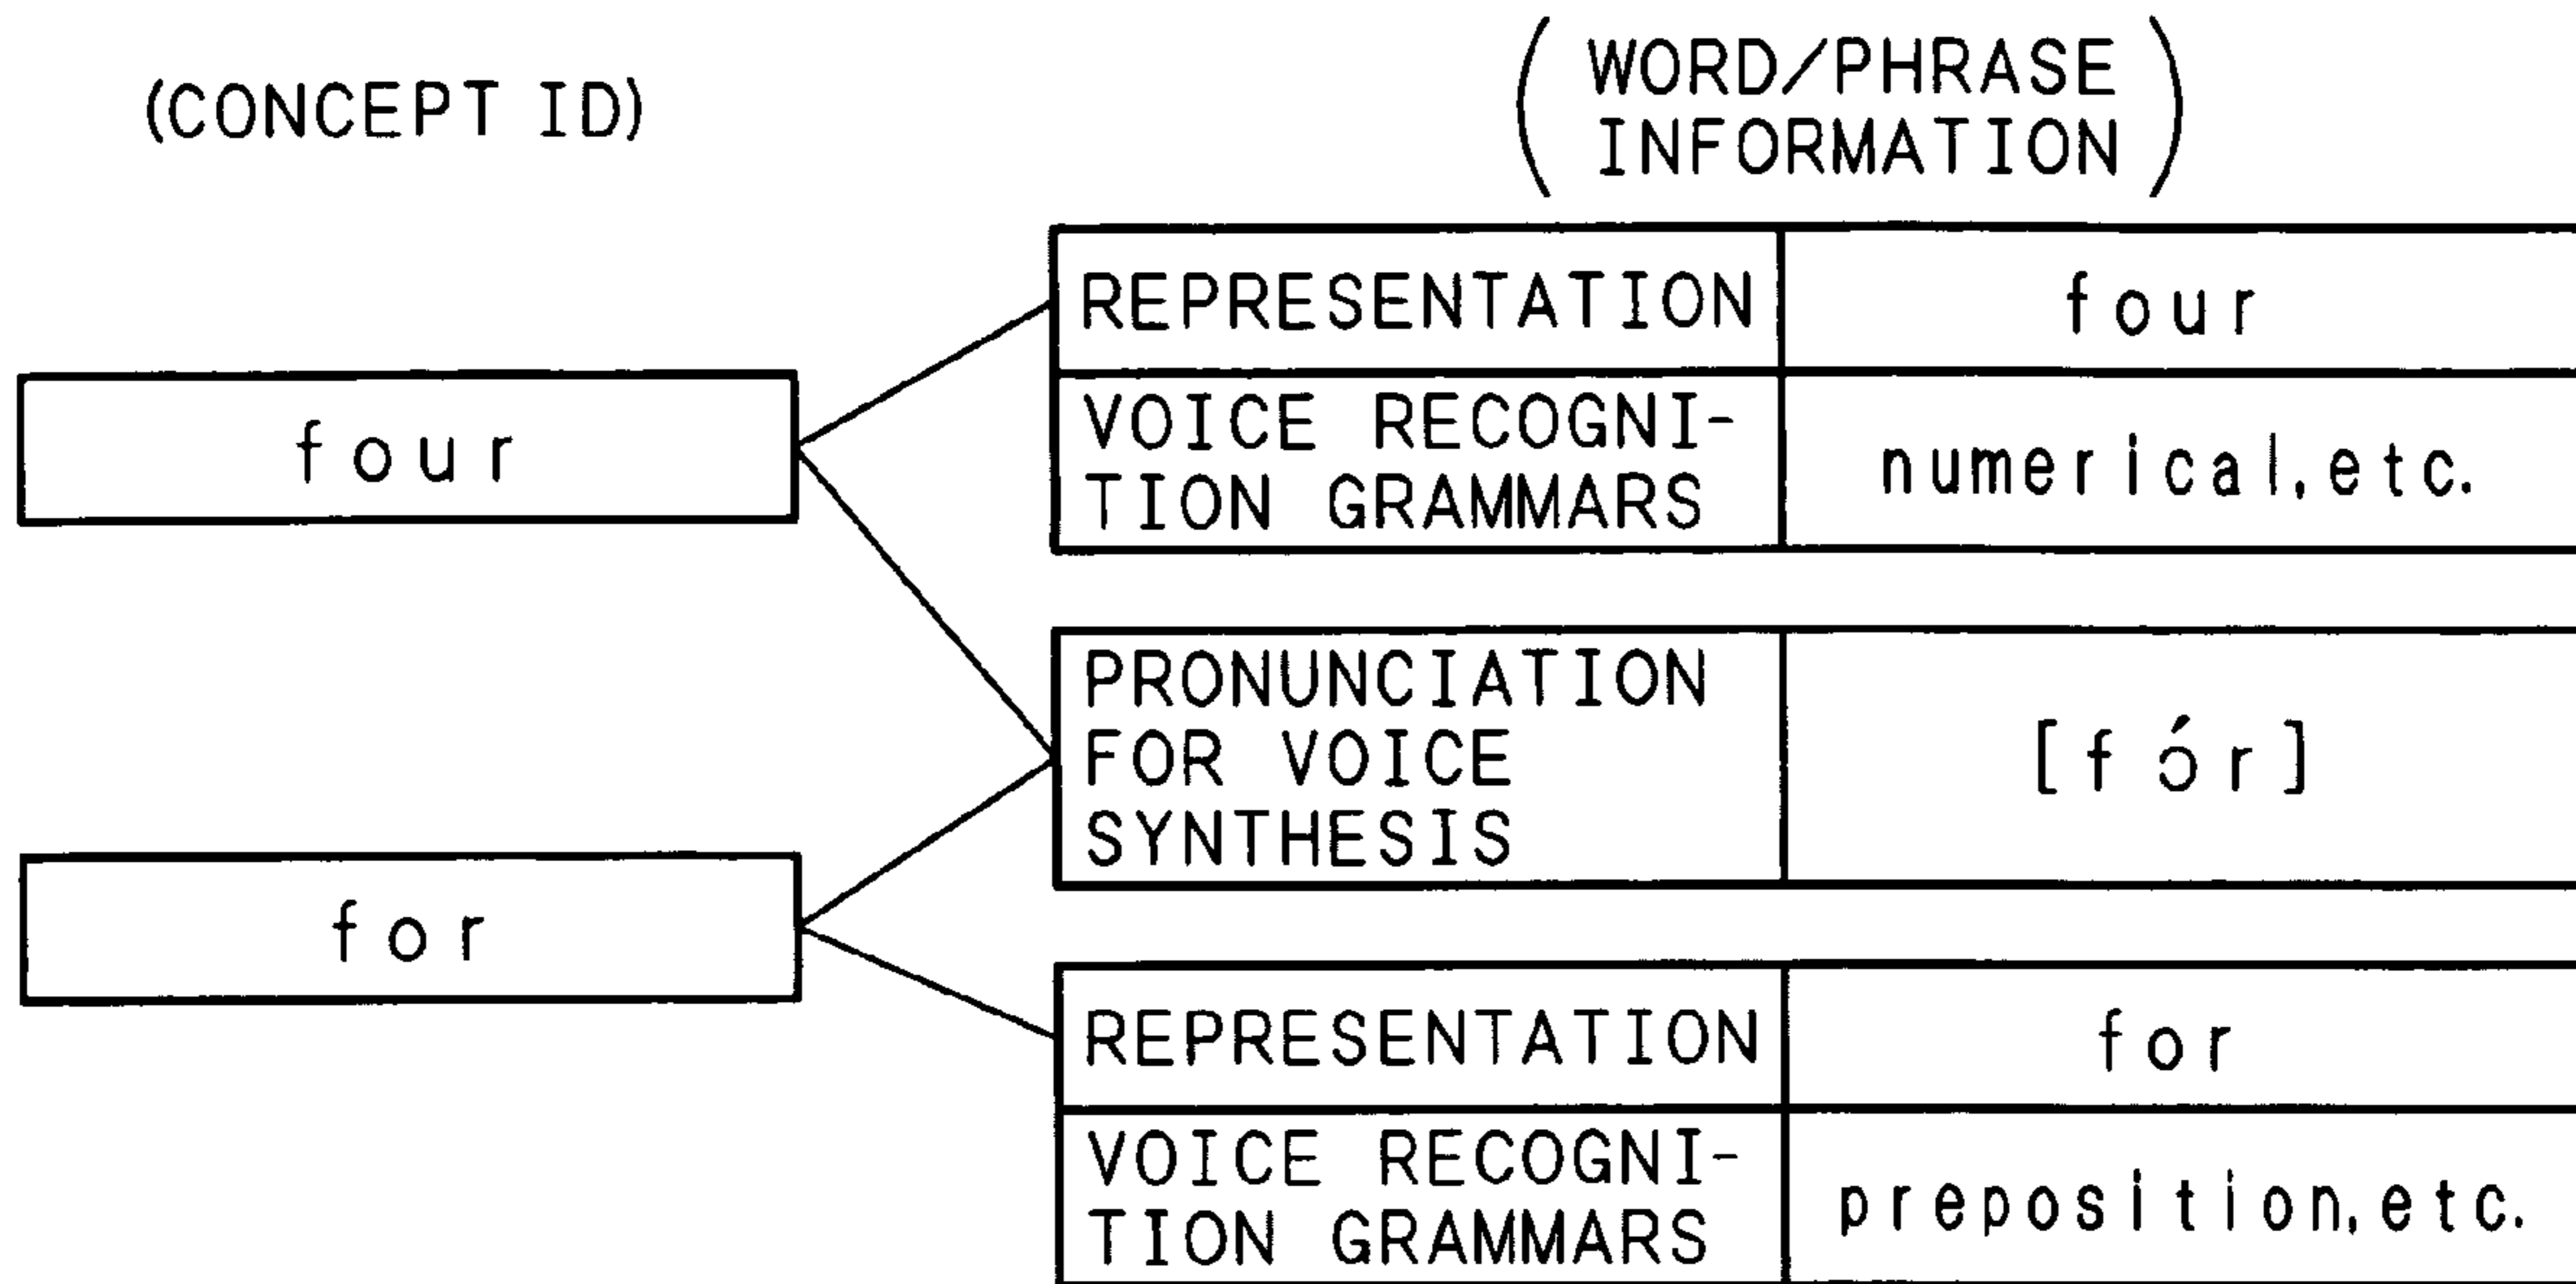 (CONCEPT ID)
(WORD/PHRASE
INFORMATION)
four
REPRESENTATION four
VOICE RECOGNI-
TION GRAMMARS
numerical,etc.
PRONUNCIATION
FOR VOICE
SYNTHESIS
[fɔ́r]
for
REPRESENTATION for
VOICE RECOGNI-
TION GRAMMARS
preposition,etc.